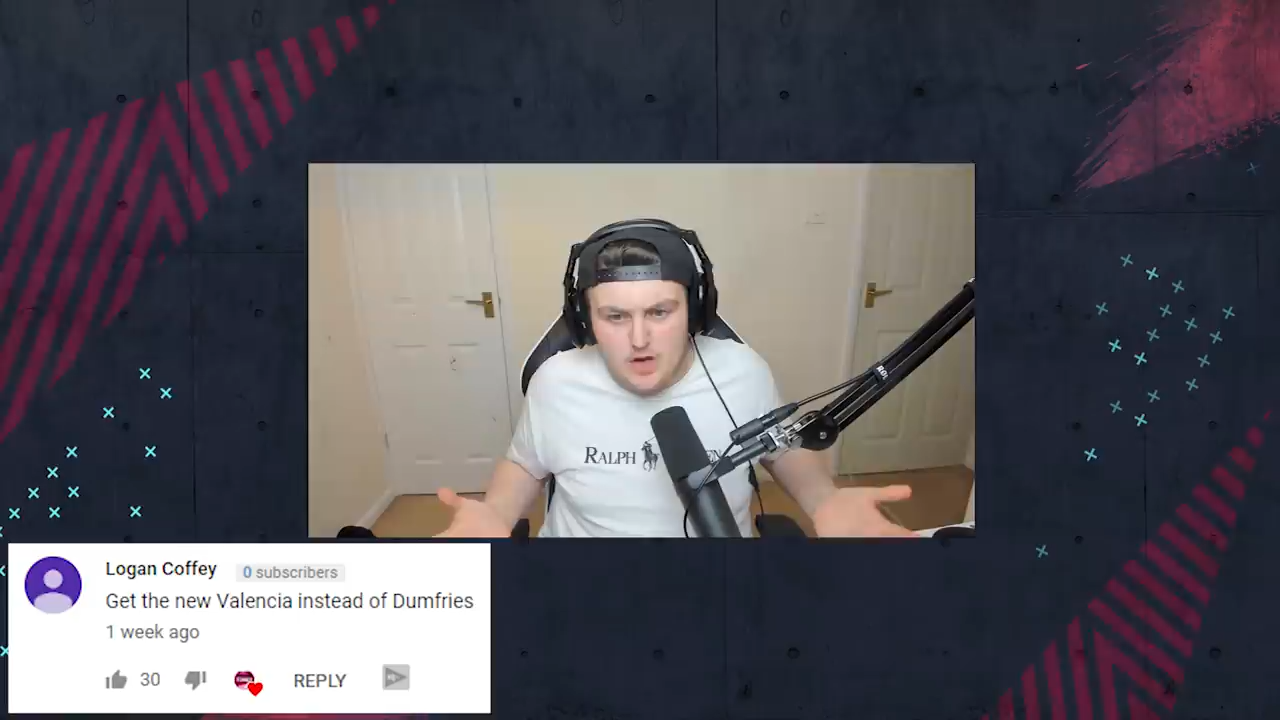 RALPH
Logan Coffey 0 subscribers
Get the new Valencia instead of Dumfries
1 week ago
30 REPLY